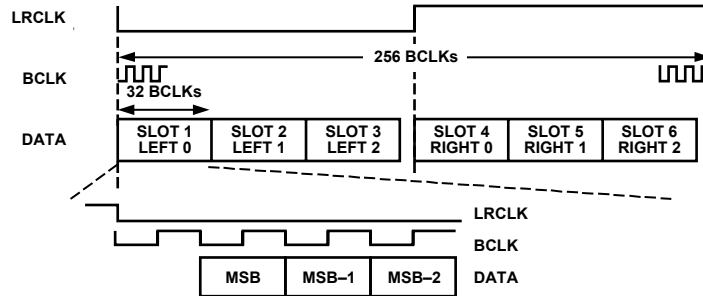 LRCLK
256 BCLKs
BCLK
32 BCLKs
DATA
SLOT 1
LEFT 0
SLOT 2
LEFT 1
SLOT 3
LEFT 2
SLOT 4
RIGHT 0
SLOT 5
RIGHT 1
SLOT 6
RIGHT 2
LRCLK
BCLK
MSB
MSB–1
MSB–2
DATA